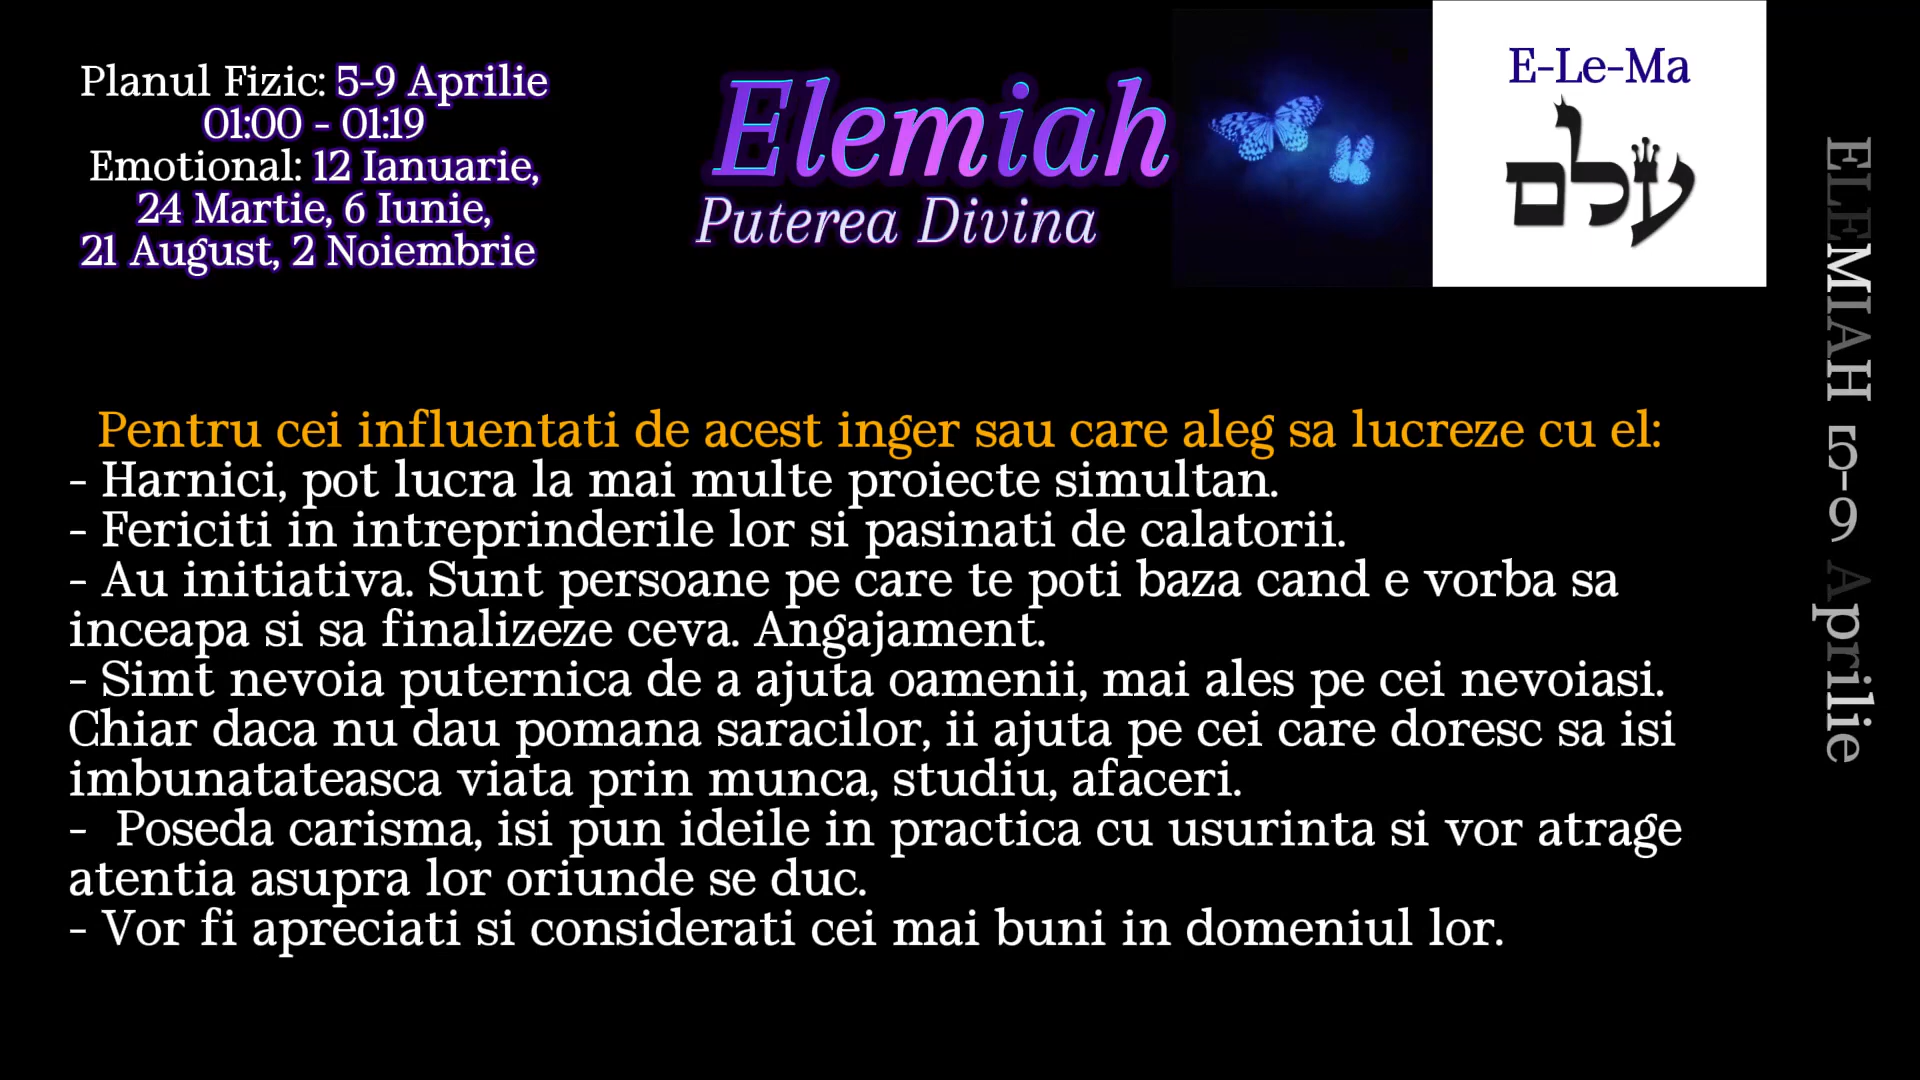 Planul Fizic: 5-9 Aprilie
01:00 - 01:19
Emotional: 12 Ianuarie,
24 Martie, 6 Iunie,
21 August, 2 Noiembrie
Elemiah
Puterea Divina
E-Le-Ma
עלם
Pentru cei influentati de acest inger sau care aleg sa lucreze cu el:
- Harnici, pot lucra la mai multe proiecte simultan.
- Fericiti in intreprinderile lor si pasinati de calatorii.
- Au initiativa. Sunt persoane pe care te poti baza cand e vorba sa
inceapa si sa finalizeze ceva. Angajament.
- Simt nevoia puternica de a ajuta oamenii, mai ales pe cei nevoiasi.
Chiar daca nu dau pomana saracilor, ii ajuta pe cei care doresc sa isi
imbunatateasca viata prin munca, studiu, afaceri.
-  Poseda carisma, isi pun ideile in practica cu usurinta si vor atrage
atentia asupra lor oriunde se duc.
- Vor fi apreciati si considerati cei mai buni in domeniul lor.
ELEMIAH 5-9 Aprilie